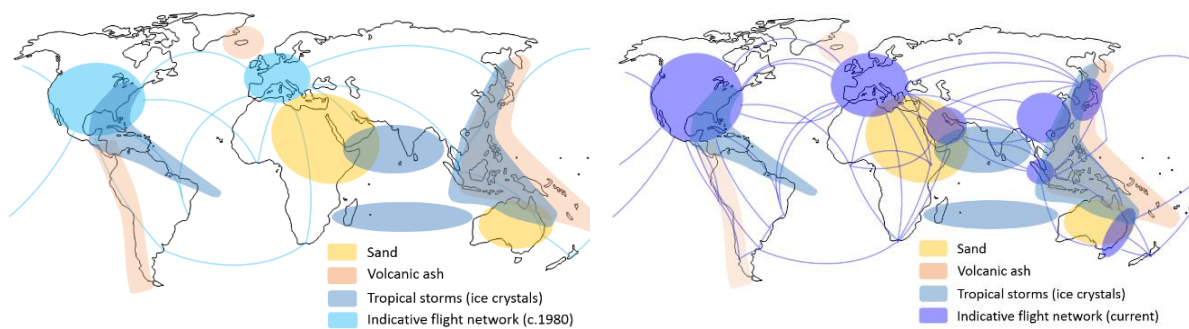 Sand
Volcanic ash
Tropical storms (ice crystals)
Indicative flight network (c.1980)
Sand
Volcanic ash
Tropical storms (ice crystals)
Indicative flight network (current)